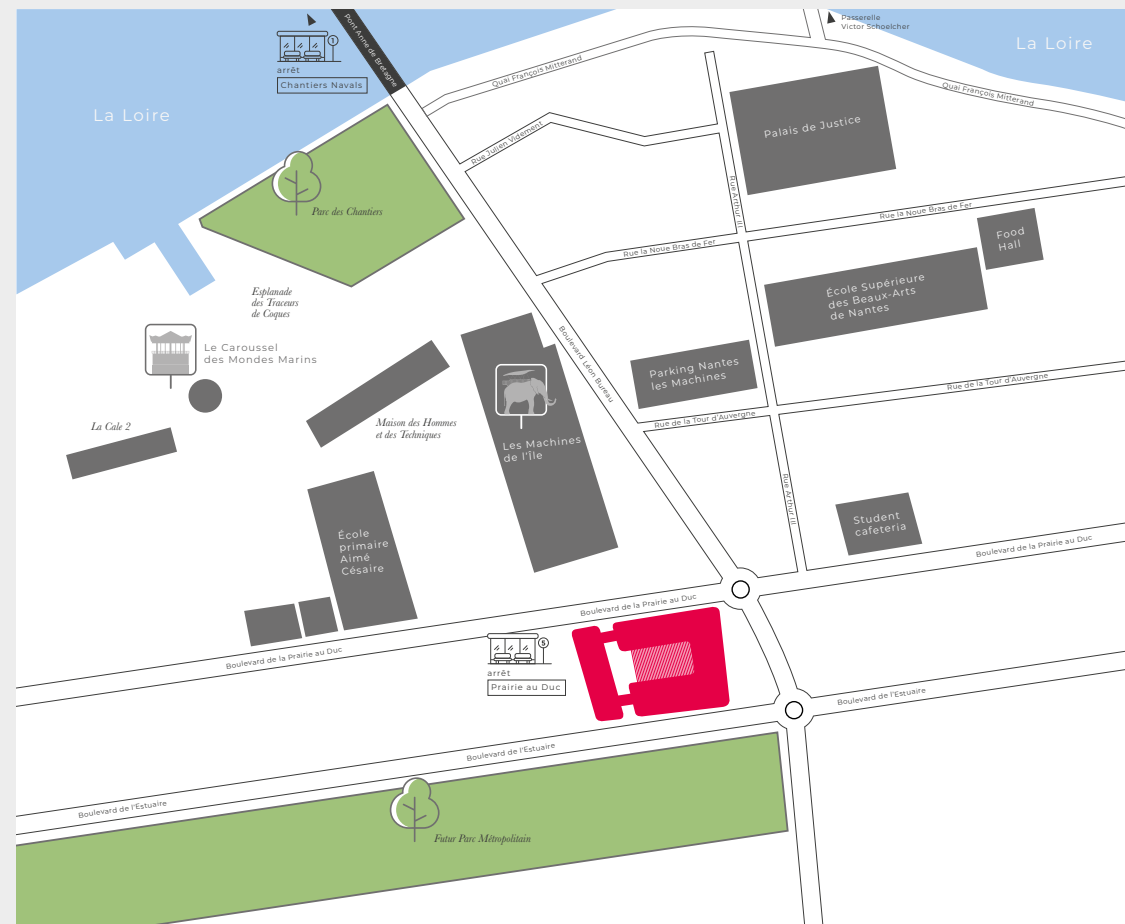 Pont Anne de Bretagne
1
arrêt
Chantiers Navals
Passerelle
Victor Schoelcher
La Loire
La Loire
Quai François Mitterand
Quai François Mitterand
Palais de Justice
Rue Julien Videment
Rue Arthur III
Parc des Chantiers
Rue la Noue Bras de Fer
Rue la Noue Bras de Fer
Food
Hall
École Supérieure
des Beaux-Arts
de Nantes
Esplanade
des Traceurs
de Coques
Le Caroussel
des Mondes Marins
Boulevard Léon Bureau
Parking Nantes
les Machines
Rue de la Tour d'Auvergne
Rue de la Tour d'Auvergne
La Cale 2
Maison des Hommes
et des Techniques
Les Machines
de l'Île
Rue Arthur III
École
primaire
Aimé
Césaire
Student
cafeteria
Boulevard de la Prairie au Duc
Boulevard de la Prairie au Duc
Boulevard de la Prairie au Duc
5
arrêt
Prairie au Duc
Boulevard de l'Estuaire
Boulevard de l'Estuaire
Boulevard de l'Estuaire
Futur Parc Métropolitain